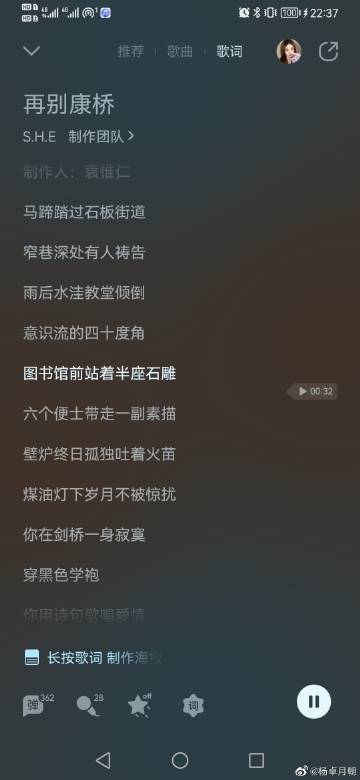 22:37
推荐 歌曲 歌词
再别康桥
S.H.E 制作团队
制作人：袁惟仁
马蹄踏过石板街道
窄巷深处有人祷告
雨后水洼教堂倾倒
意识流的四十度角
图书馆前站着半座石雕
00:32
六个便士带走一副素描
壁炉终日孤独吐着火苗
煤油灯下岁月不被惊扰
你在剑桥一身寂寞
穿黑色学袍
你用诗句歌唱爱情
长按歌词 制作海报
弹 362 28 off 词
@杨卓月朝